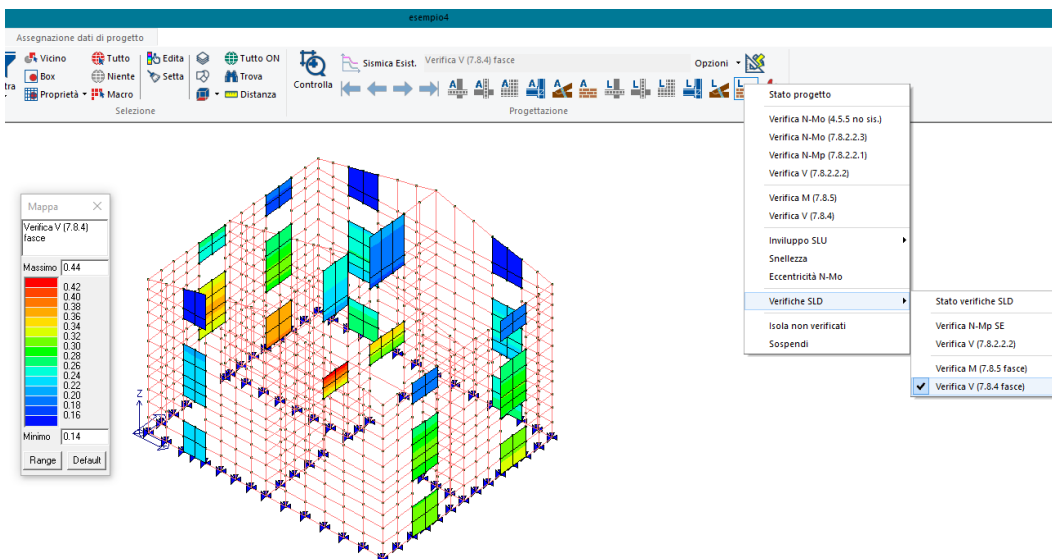 esempio4
Assegnazione dati di progetto
Vicino
Tutto
Edita
Tutto ON
Box
Niente
Setta
Trova
tra
Proprietà
Macro
Distanza
Selezione
Controlla
Sismica Esist.
Verifica V (7.8.4) fasce
Opzioni
Progettazione
Stato progetto
Verifica N-Mo (4.5.5 no sis.)
Verifica N-Mo (7.8.2.2.3)
Verifica N-Mp (7.8.2.2.1)
Verifica V (7.8.2.2.2)
Verifica M (7.8.5)
Verifica V (7.8.4)
Inviluppo SLU
Snellezza
Eccentricità N-Mo
Verifiche SLD
Isola non verificati
Sospendi
Stato verifiche SLD
Verifica N-Mp SE
Verifica V (7.8.2.2.2)
Verifica M (7.8.5 fasce)
Verifica V (7.8.4 fasce)
Mappa
Verifica V (7.8.4)
fasce
Massimo 0.44
0.42
0.40
0.38
0.36
0.34
0.32
0.30
0.28
0.26
0.24
0.22
0.20
0.18
0.16
Minimo 0.14
Range Default
Z